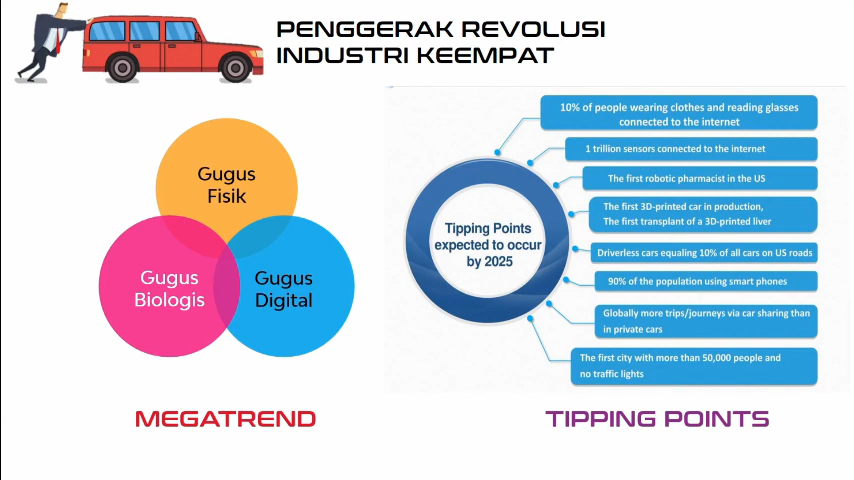 PENGGERAK REVOLUSI
INDUSTRI KEEMPAT
Gugus
Fisik
Gugus
Biologis
Gugus
Digital
MEGATREND
Tipping Points
expected to occur
by 2025
10% of people wearing clothes and reading glasses
connected to the internet
1 trillion sensors connected to the internet
The first robotic pharmacist in the US
The first 3D-printed car in production,
The first transplant of a 3D-printed liver
Driverless cars equaling 10% of all cars on US roads
90% of the population using smart phones
Globally more trips/journeys via car sharing than
in private cars
The first city with more than 50,000 people and
no traffic lights
TIPPING POINTS